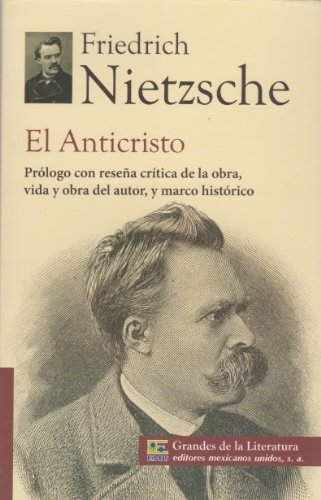 Friedrich
Nietzsche
El Anticristo
Prólogo con reseña crítica de la obra,
vida y obra del autor, y marco histórico
Grandes de la Literatura
editores mexicanos unidos, s. a.